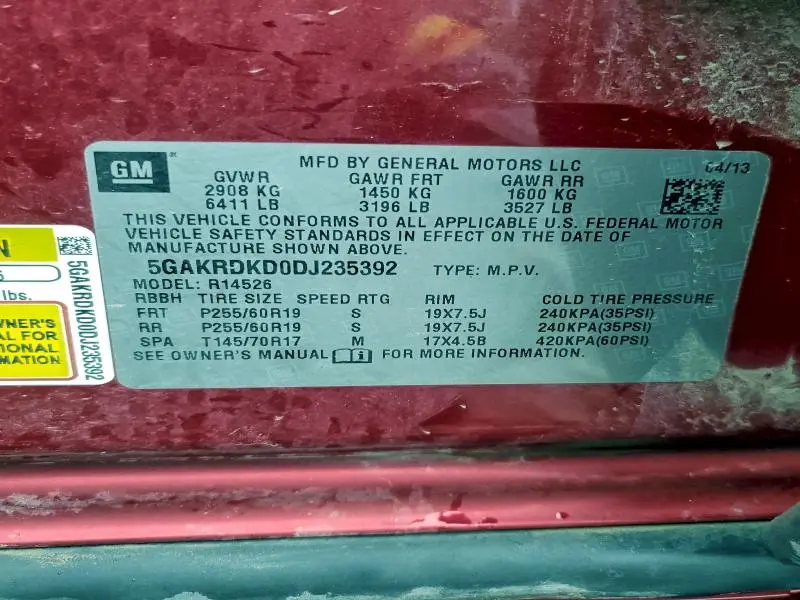 GM ®
MFD BY GENERAL MOTORS LLC 04/13
GVWR GAWR FRT GAWR RR
2908 KG 1450 KG 1600 KG
6411 LB 3196 LB 3527 LB
THIS VEHICLE CONFORMS TO ALL APPLICABLE U.S. FEDERAL MOTOR
VEHICLE SAFETY STANDARDS IN EFFECT ON THE DATE OF
MANUFACTURE SHOWN ABOVE.
5GAKRDKD0DJ235392 TYPE: M.P.V.
MODEL: R14526
RBBH TIRE SIZE SPEED RTG RIM COLD TIRE PRESSURE
FRT P255/60R19 S 19X7.5J 240KPA(35PSI)
RR P255/60R19 S 19X7.5J 240KPA(35PSI)
SPA T145/70R17 M 17X4.5B 420KPA(60PSI)
SEE OWNER'S MANUAL FOR MORE INFORMATION.
N
lbs.
WNER'S
AL FOR
TIONAL
RMATION
5GAKRDKD0DJ235392